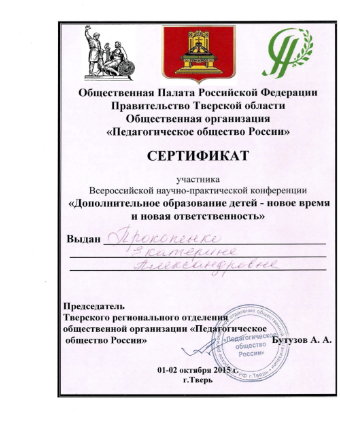 Общественная Палата Российской Федерации
Правительство Тверской области
Общественная организация
«Педагогическое общество России»
СЕРТИФИКАТ
участника
Всероссийской научно-практической конференции
«Дополнительное образование детей - новое время
и новая ответственность»
Выдан Прокопенко
Екатерине
Александровне
Председатель
Тверского регионального отделения
общественной организации «Педагогическое
общество России»
Бутузов А. А.
«Педагогическое
общество
России»
01-02 октября 2015 г.
г.Тверь